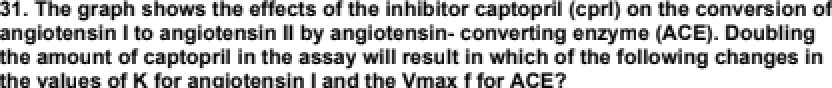 31. The graph shows the effects of the inhibitor captopril (cprl) on the conversion of
angiotensin I to angiotensin II by angiotensin- converting enzyme (ACE). Doubling
the amount of captopril in the assay will result in which of the following changes in
the values of K for angiotensin I and the Vmax f for ACE?